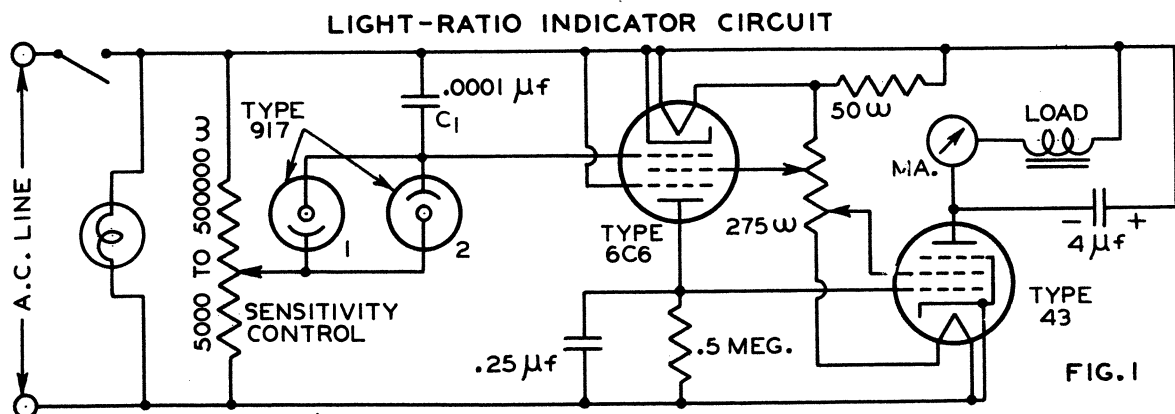 LIGHT-RATIO INDICATOR CIRCUIT
A.C. LINE
5000 TO 500000 ω
SENSITIVITY
CONTROL
TYPE
917
.0001 μf
C1
1
2
TYPE
6C6
50 ω
275 ω
MA.
LOAD
- 4 μf +
TYPE
43
.25 μf
.5 MEG.
FIG. 1